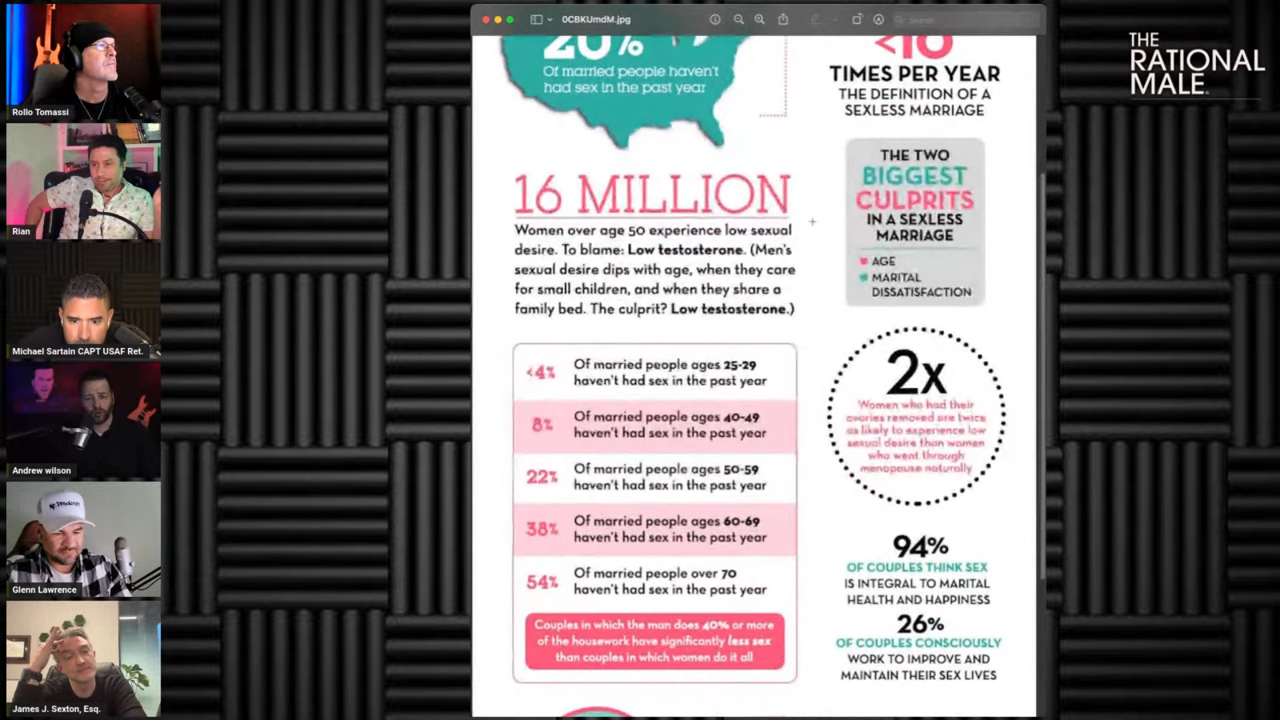 0CBKUmdM.jpg
Search
THE
RATIONAL
MALE
Rollo Tomassi
Rian
Michael Sartain CAPT USAF Ret.
Andrew wilson
Glenn Lawrence
James J. Sexton, Esq.
20%
Of married people haven't
had sex in the past year
16 MILLION
Women over age 50 experience low sexual
desire. To blame: Low testosterone. (Men's
sexual desire dips with age, when they care
for small children, and when they share a
family bed. The culprit? Low testosterone.)
<4% Of married people ages 25-29
haven't had sex in the past year
8% Of married people ages 40-49
haven't had sex in the past year
22% Of married people ages 50-59
haven't had sex in the past year
38% Of married people ages 60-69
haven't had sex in the past year
54% Of married people over 70
haven't had sex in the past year
Couples in which the man does 40% or more
of the housework have significantly less sex
than couples in which women do it all
<10
TIMES PER YEAR
THE DEFINITION OF A
SEXLESS MARRIAGE
THE TWO
BIGGEST
CULPRITS
IN A SEXLESS
MARRIAGE
AGE
MARITAL
DISSATISFACTION
2x
Women who had their
ovaries removed are twice
as likely to experience low
sexual desire than women
who went through
menopause naturally
94%
OF COUPLES THINK SEX
IS INTEGRAL TO MARITAL
HEALTH AND HAPPINESS
26%
OF COUPLES CONSCIOUSLY
WORK TO IMPROVE AND
MAINTAIN THEIR SEX LIVES